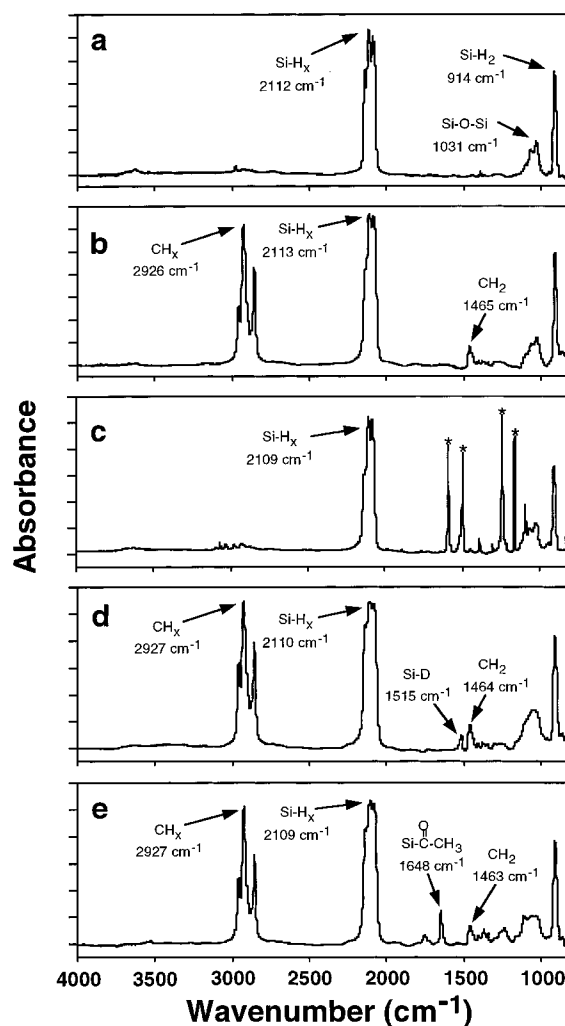 a
Si-Hx
2112 cm-1
Si-H2
914 cm-1
Si-O-Si
1031 cm-1
b
CHx
2926 cm-1
Si-Hx
2113 cm-1
CH2
1465 cm-1
c
Si-Hx
2109 cm-1
* * * *
d
CHx
2927 cm-1
Si-Hx
2110 cm-1
Si-D
1515 cm-1
CH2
1464 cm-1
e
CHx
2927 cm-1
Si-Hx
2109 cm-1
O
Si-C-CH3
1648 cm-1
CH2
1463 cm-1
Absorbance
4000 3500 3000 2500 2000 1500 1000
Wavenumber (cm-1)